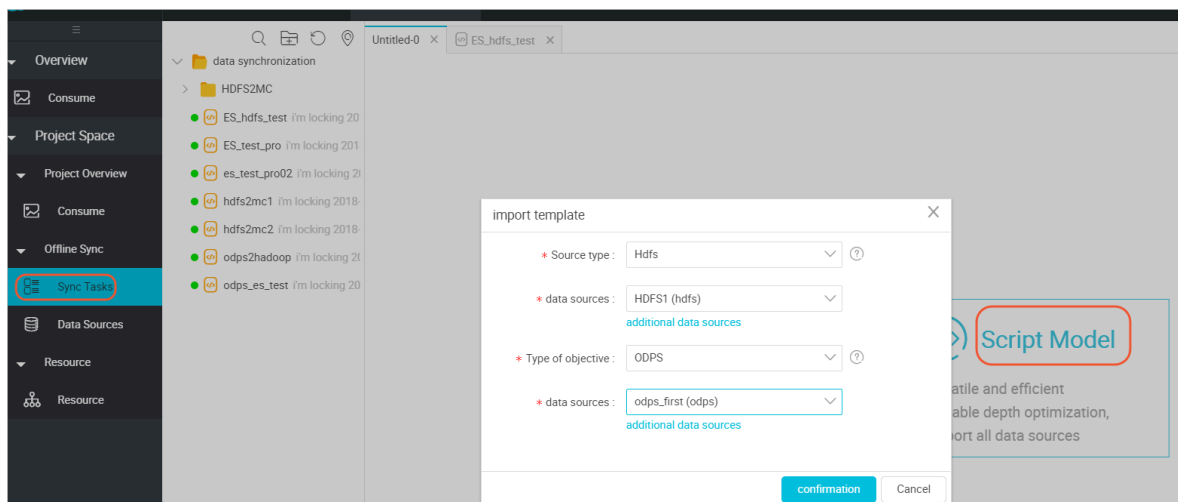 Overview
Consume
Project Space
Project Overview
Consume
Offline Sync
Sync Tasks
Data Sources
Resource
Resource
data synchronization
HDFS2MC
ES_hdfs_test i'm locking 20
ES_test_pro i'm locking 201
es_test_pro02 i'm locking 2
hdfs2mc1 i'm locking 2018-
hdfs2mc2 i'm locking 2018-
odps2hadoop i'm locking 2
odps_es_test i'm locking 20
Untitled-0 ES_hdfs_test
import template
* Source type : Hdfs
* data sources : HDFS1 (hdfs)
additional data sources
* Type of objective : ODPS
* data sources : odps_first (odps)
additional data sources
confirmation Cancel
Script Model
atile and efficient
able depth optimization,
ort all data sources